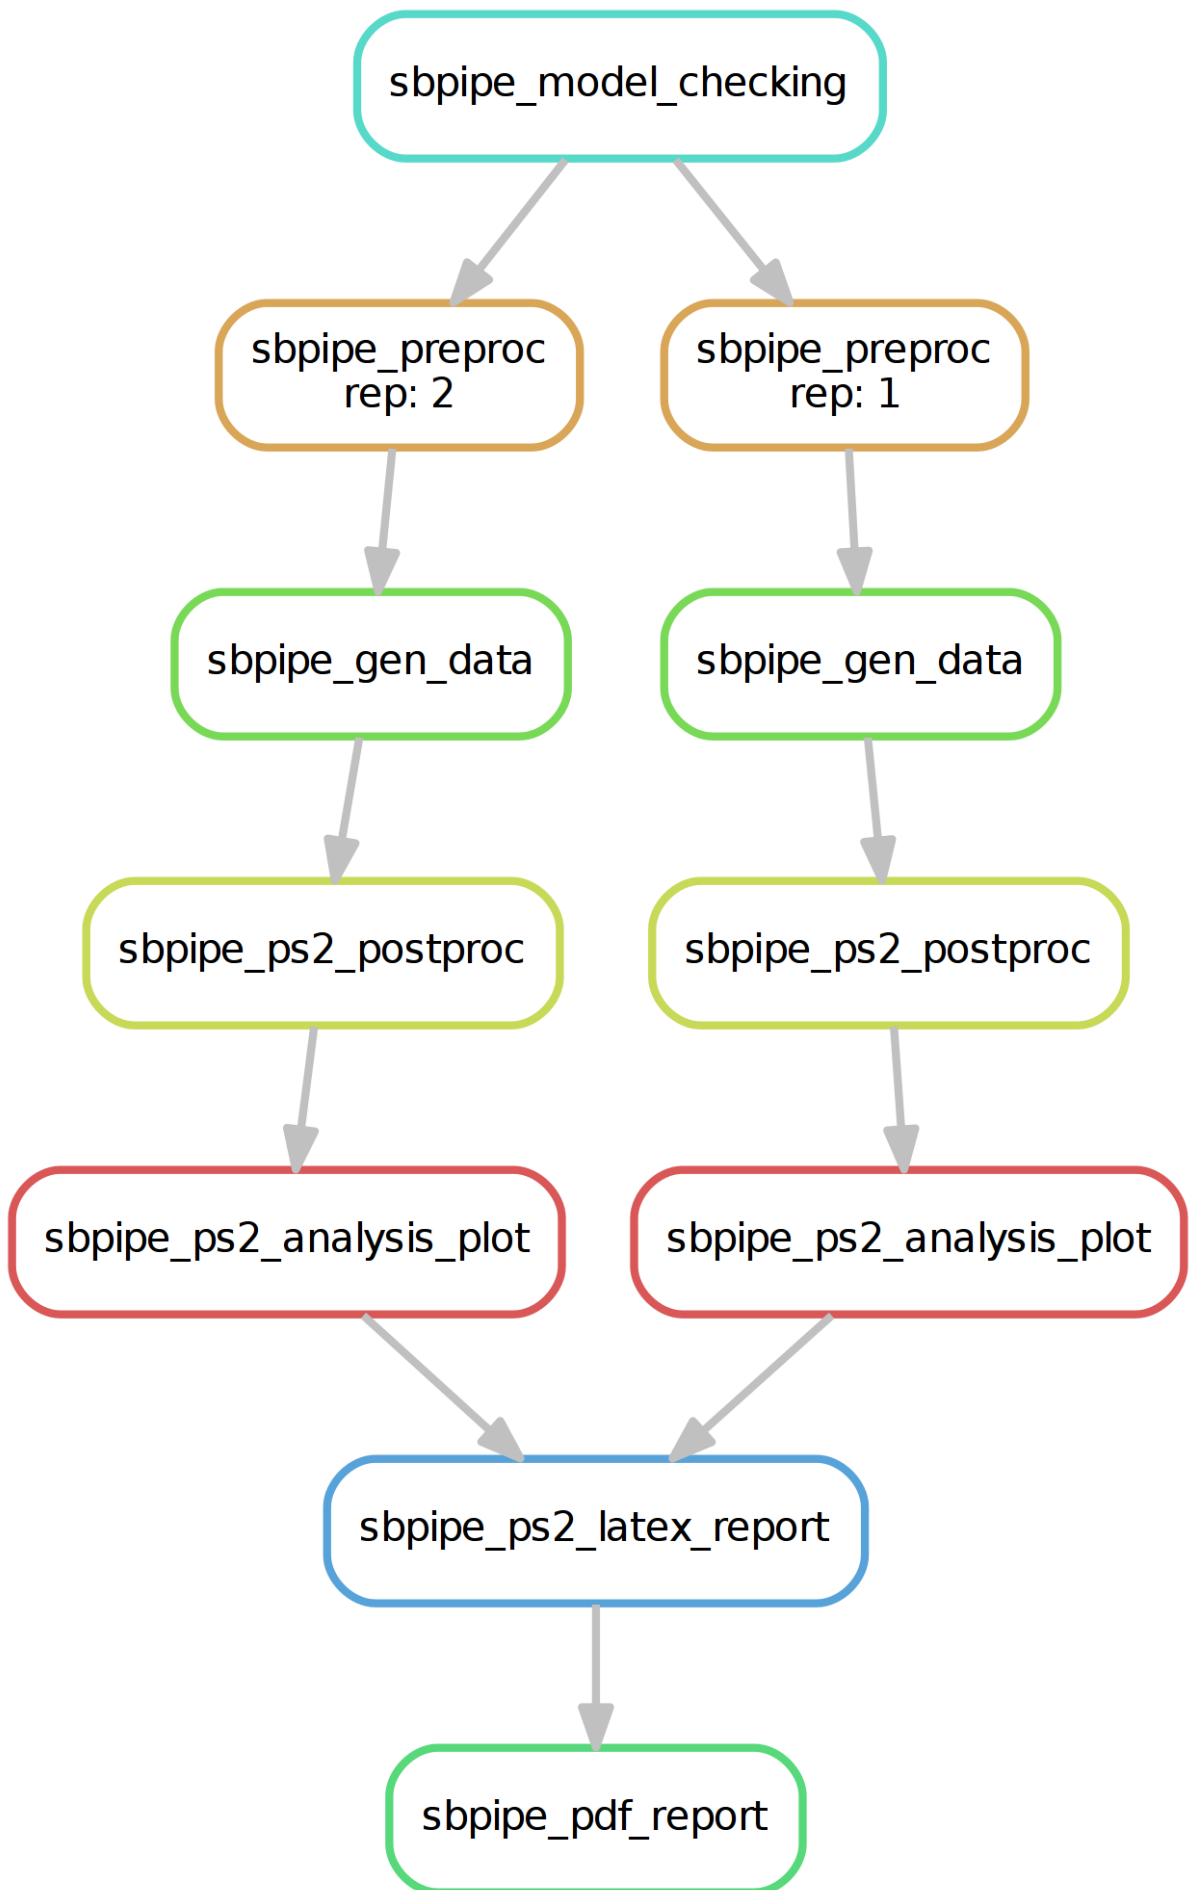 sbpipe_model_checking
sbpipe_preproc
rep: 2
sbpipe_preproc
rep: 1
sbpipe_gen_data
sbpipe_gen_data
sbpipe_ps2_postproc
sbpipe_ps2_postproc
sbpipe_ps2_analysis_plot
sbpipe_ps2_analysis_plot
sbpipe_ps2_latex_report
sbpipe_pdf_report